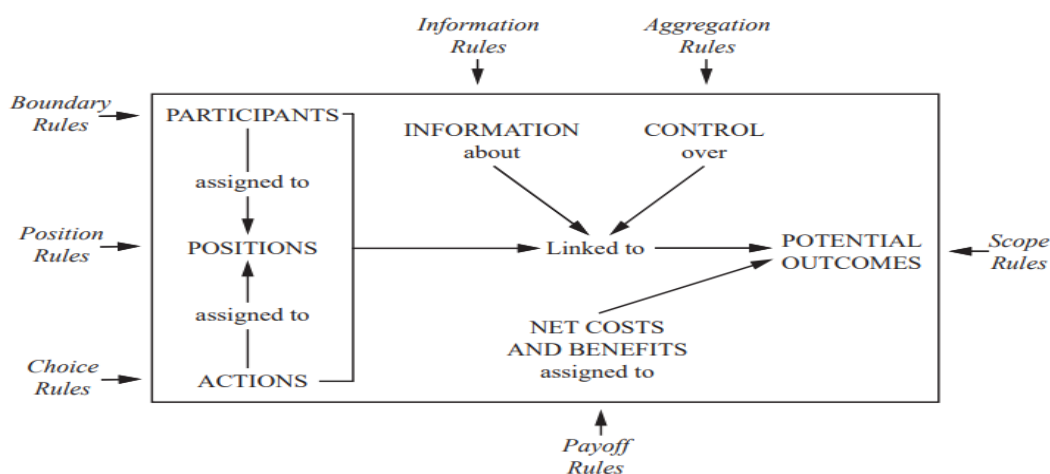 Information
Rules
Aggregation
Rules
Boundary
Rules
PARTICIPANTS
INFORMATION
about
CONTROL
over
assigned to
Position
Rules
POSITIONS
Linked to
POTENTIAL
OUTCOMES
Scope
Rules
assigned to
NET COSTS
AND BENEFITS
assigned to
Choice
Rules
ACTIONS
Payoff
Rules